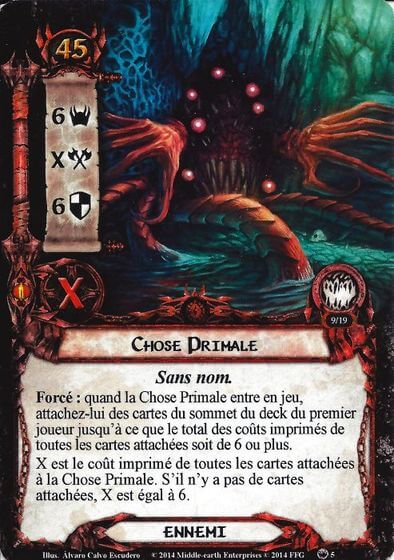 45
6
X
6
X
9/19
Chose Primale
Sans nom.
Forcé : quand la Chose Primale entre en jeu,
attachez-lui des cartes du sommet du deck du premier
joueur jusqu'à ce que le total des coûts imprimés de
toutes les cartes attachées soit de 6 ou plus.
X est le coût imprimé de toutes les cartes attachées
à la Chose Primale. S'il n'y a pas de cartes
attachées, X est égal à 6.
ENNEMI
Illus. Álvaro Calvo Escudero © 2014 Middle-earth Enterprises © 2014 FFG 5